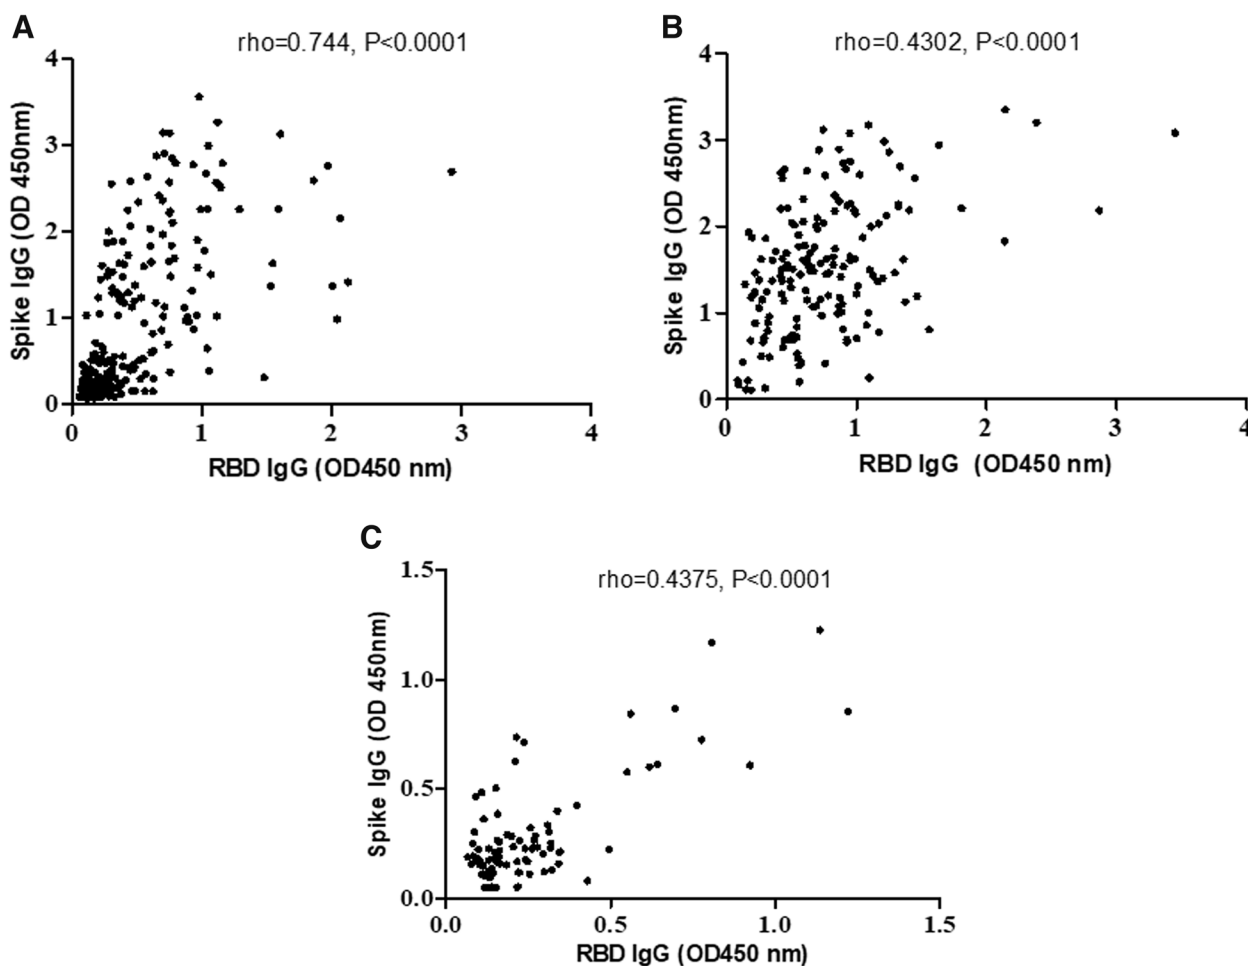 A
rho=0.744, P<0.0001
4
3
2
1
0
Spike IgG (OD 450nm)
0 1 2 3 4
RBD IgG (OD450 nm)
B
rho=0.4302, P<0.0001
4
3
2
1
0
Spike IgG (OD 450nm)
0 1 2 3 4
RBD IgG (OD450 nm)
C
rho=0.4375, P<0.0001
1.5
1.0
0.5
0.0
Spike IgG (OD 450nm)
0.0 0.5 1.0 1.5
RBD IgG (OD450 nm)